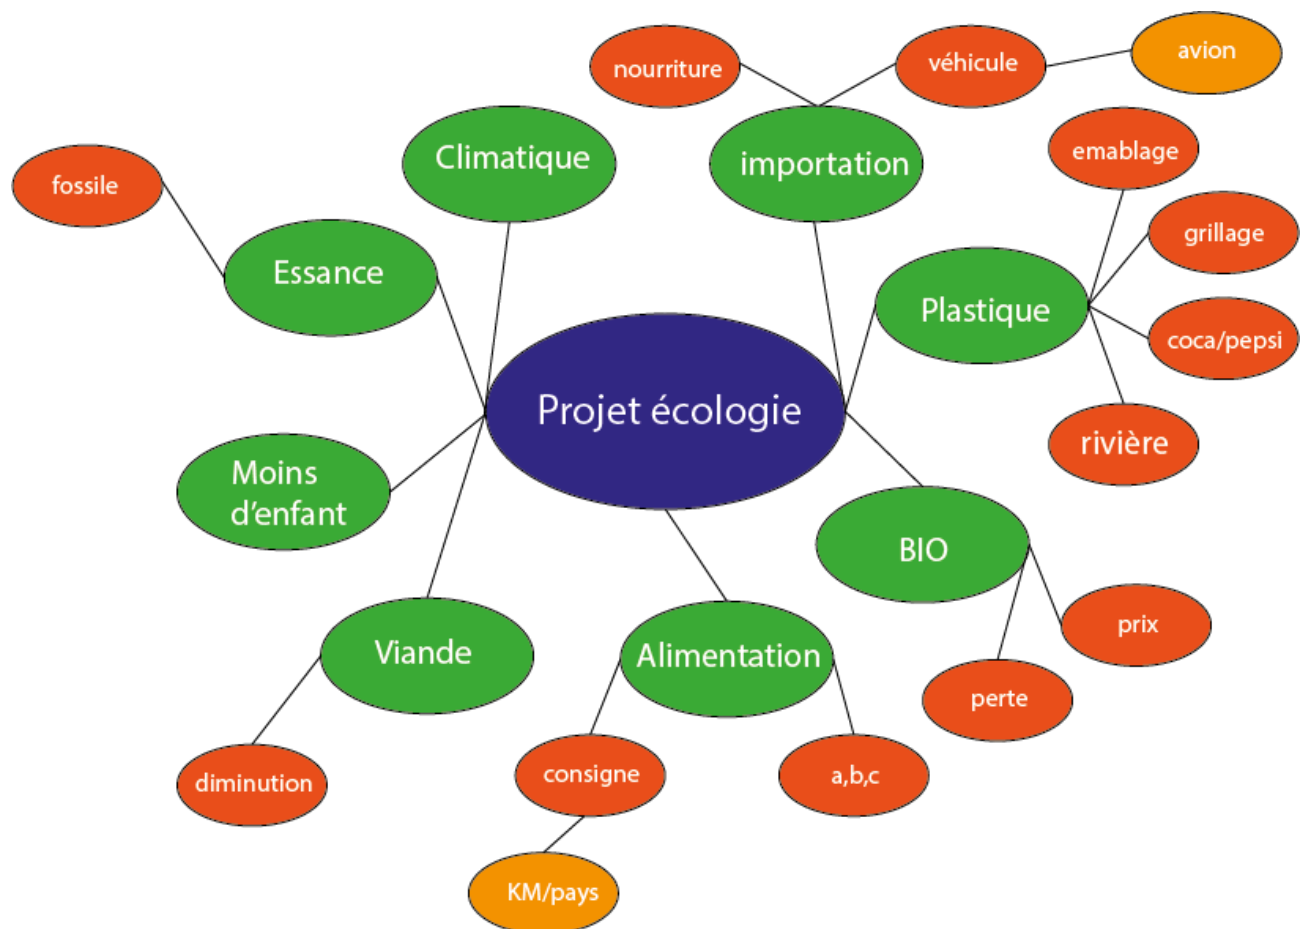 avion
nourriture
véhicule
emablage
Climatique
importation
fossile
grillage
Essance
Plastique
coca/pepsi
Projet écologie
rivière
Moins
d'enfant
BIO
prix
Viande
Alimentation
perte
diminution
consigne
a,b,c
KM/pays